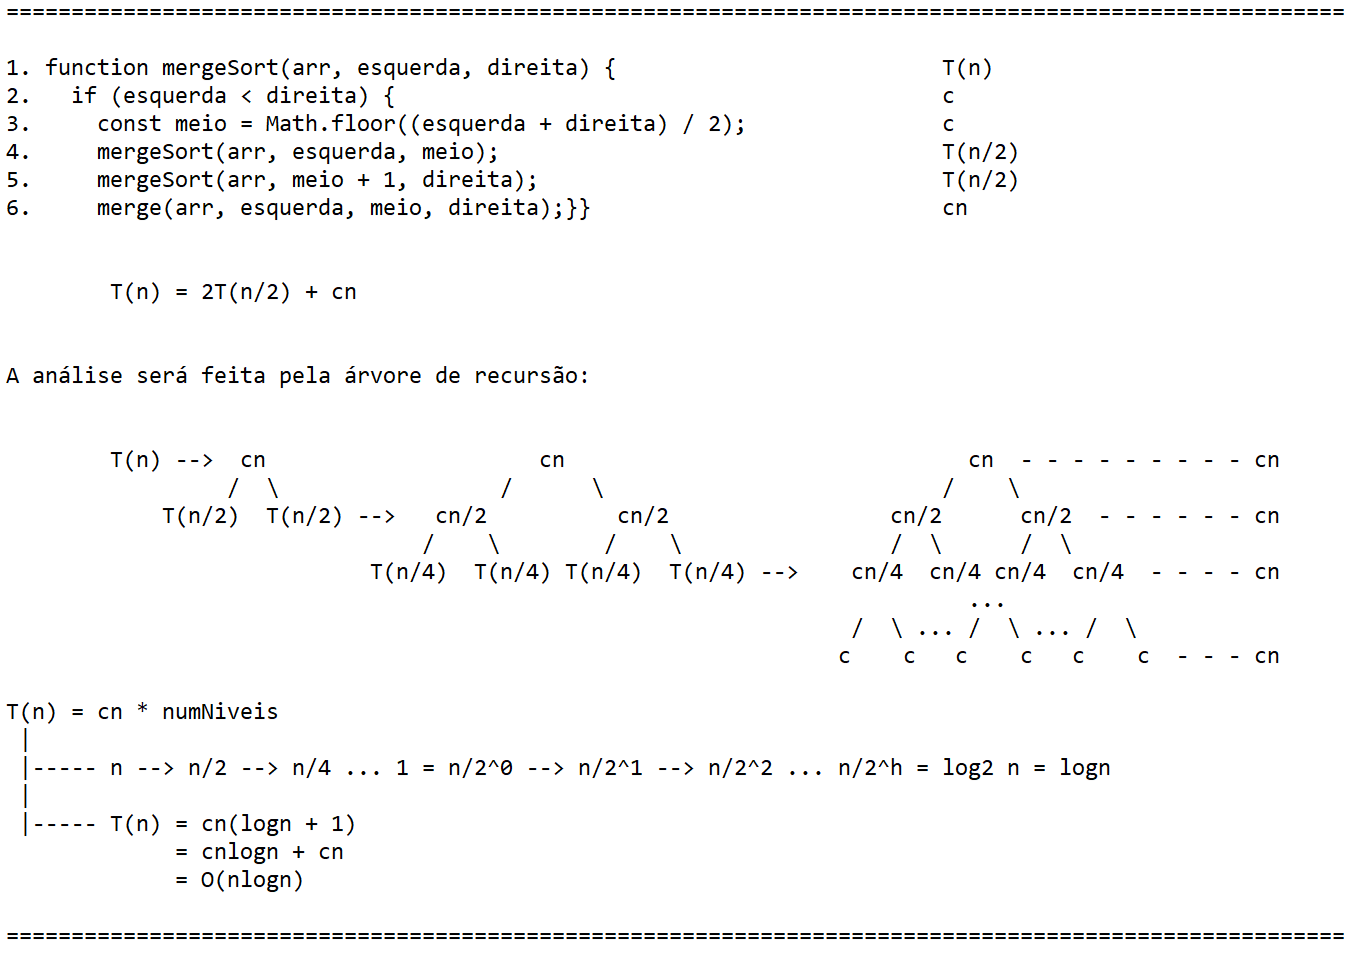 ====================================================================================================
1. function mergeSort(arr, esquerda, direita) {                         T(n)
2.   if (esquerda < direita) {                                          c
3.     const meio = Math.floor((esquerda + direita) / 2);               c
4.     mergeSort(arr, esquerda, meio);                                  T(n/2)
5.     mergeSort(arr, meio + 1, direita);                               T(n/2)
6.     merge(arr, esquerda, meio, direita);}}                           cn
        T(n) = 2T(n/2) + cn
A análise será feita pela árvore de recursão:
        T(n) -->  cn                     cn                               cn  - - - - - - - - - cn
                 /  \                 /      \                          /    \
            T(n/2)  T(n/2) -->   cn/2          cn/2                 cn/2      cn/2  - - - - - - cn
                                /    \        /    \                /  \      /  \
                            T(n/4)  T(n/4) T(n/4)  T(n/4) -->    cn/4  cn/4 cn/4  cn/4  - - - - cn
                                                                          ...
                                                                 /  \ ... /  \ ... /  \
                                                                c    c   c    c   c    c  - - - cn
T(n) = cn * numNiveis
 |
 |----- n --> n/2 --> n/4 ... 1 = n/2^0 --> n/2^1 --> n/2^2 ... n/2^h = log2 n = logn
 |
 |----- T(n) = cn(logn + 1)
             = cnlogn + cn
             = O(nlogn)
====================================================================================================